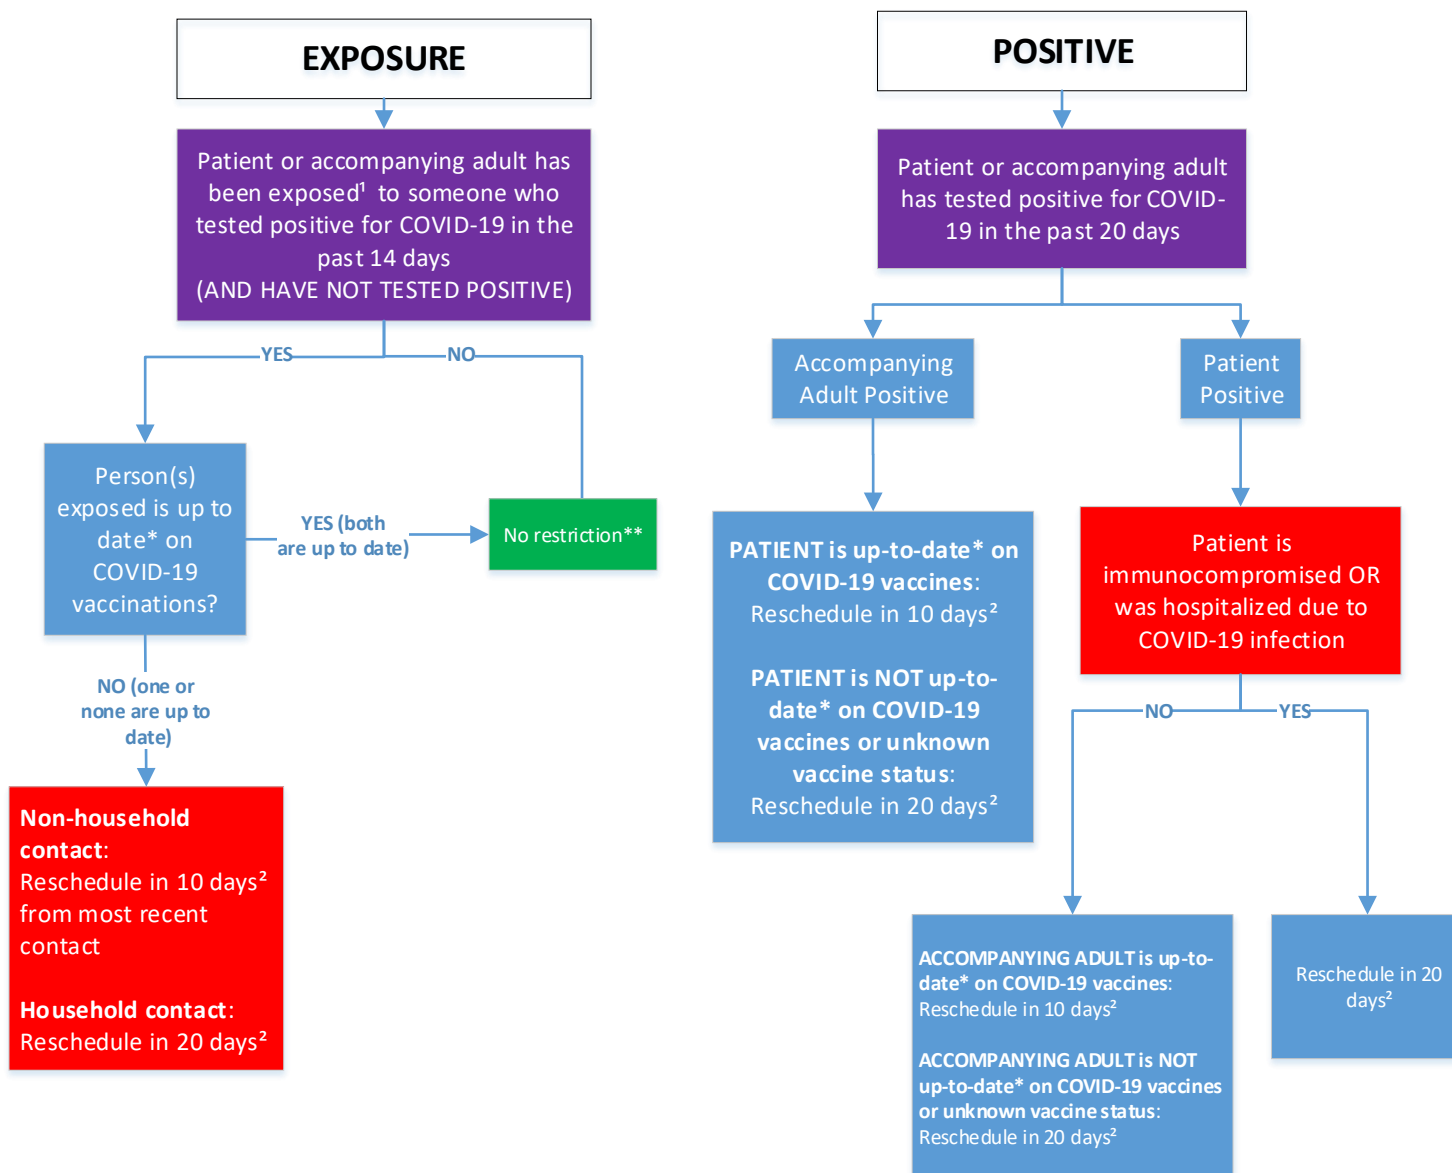 EXPOSURE
Patient or accompanying adult has
been exposed¹ to someone who
tested positive for COVID-19 in the
past 14 days
(AND HAVE NOT TESTED POSITIVE)
YES
NO
Person(s)
exposed is up
to date* on
COVID-19
vaccinations?
YES (both
are up to date)
No restriction**
NO (one or
none are up to
date)
Non-household
contact:
Reschedule in 10 days²
from most recent
contact
Household contact:
Reschedule in 20 days²
POSITIVE
Patient or accompanying adult
has tested positive for COVID-
19 in the past 20 days
Accompanying
Adult Positive
Patient
Positive
PATIENT is up-to-date* on
COVID-19 vaccines:
Reschedule in 10 days²
PATIENT is NOT up-to-
date* on COVID-19
vaccines or unknown
vaccine status:
Reschedule in 20 days²
Patient is
immunocompromised OR
was hospitalized due to
COVID-19 infection
NO
YES
ACCOMPANYING ADULT is up-to-
date* on COVID-19 vaccines:
Reschedule in 10 days²
ACCOMPANYING ADULT is NOT
up-to-date* on COVID-19 vaccines
or unknown vaccine status:
Reschedule in 20 days²
Reschedule in 20
days²